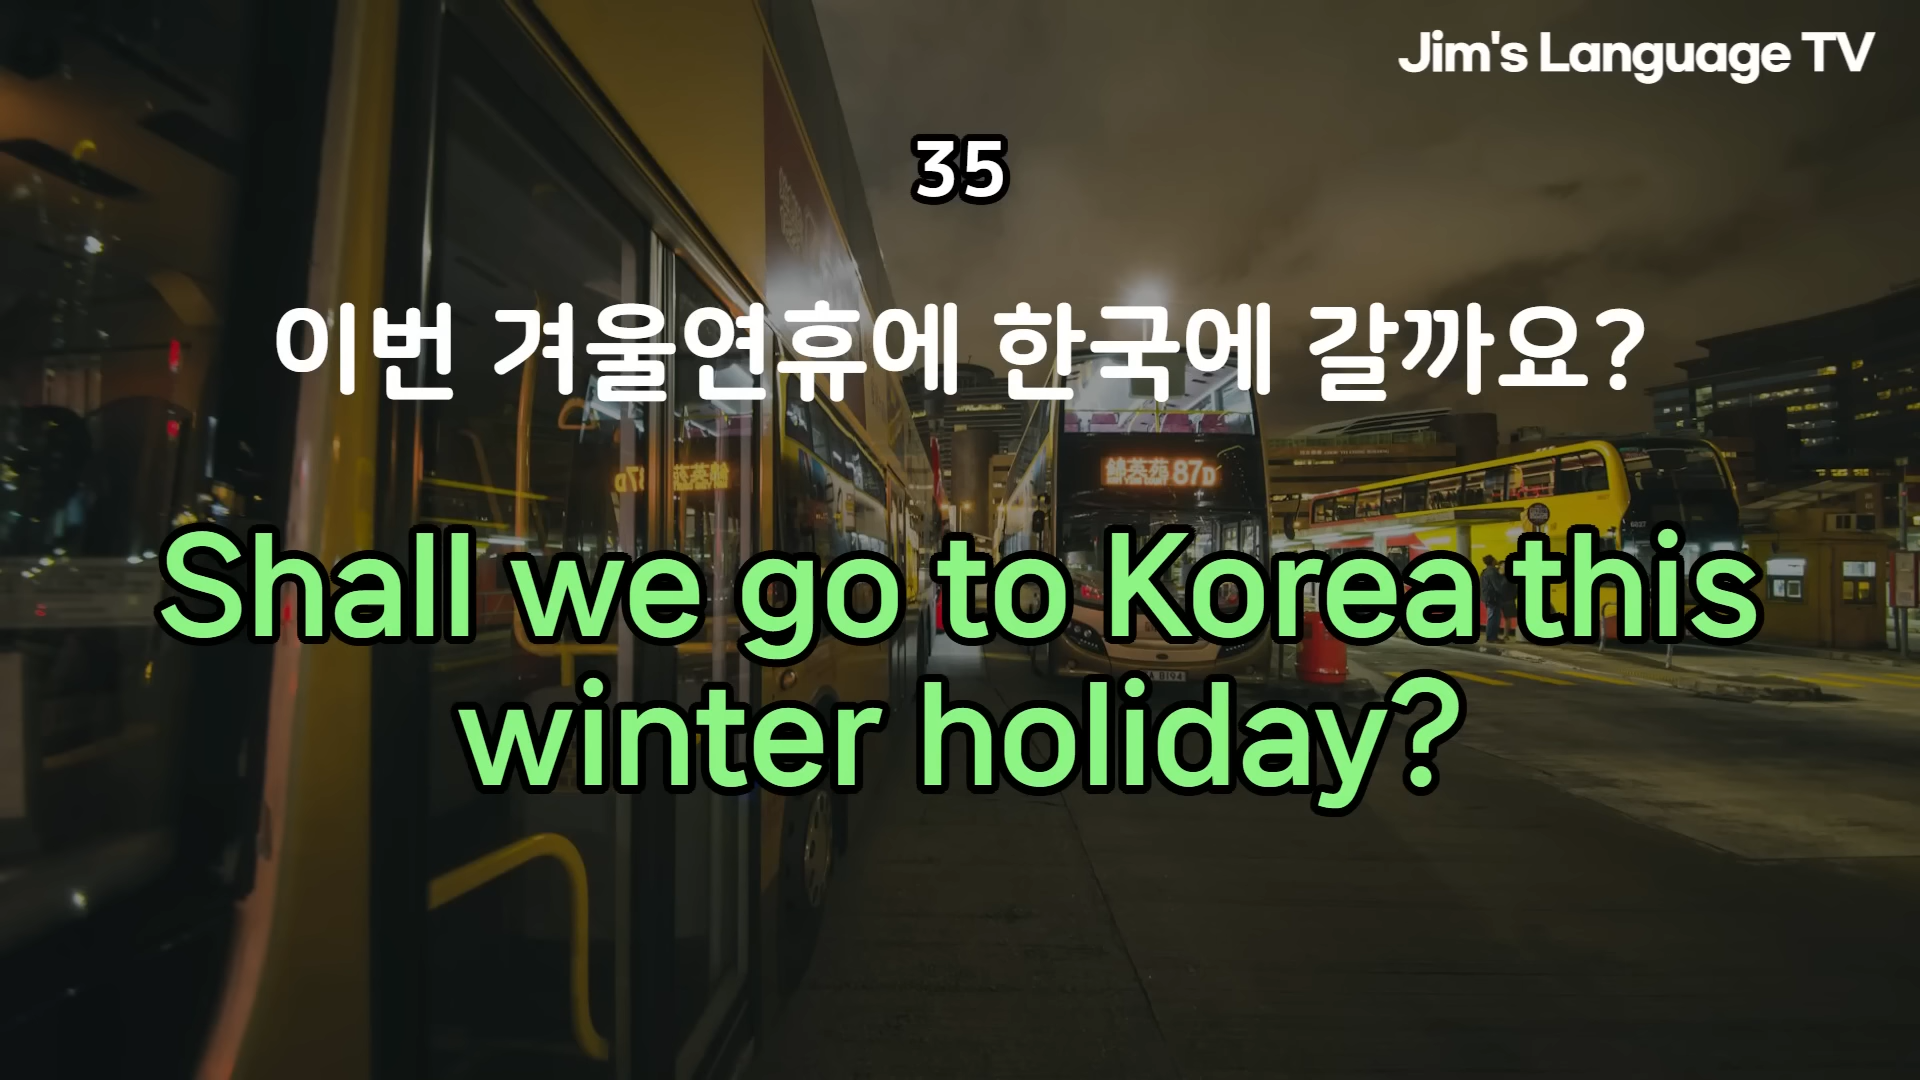 Jim's Language TV
35
이번 겨울연휴에 한국에 갈까요?
87D
Shall we go to Korea this
winter holiday?